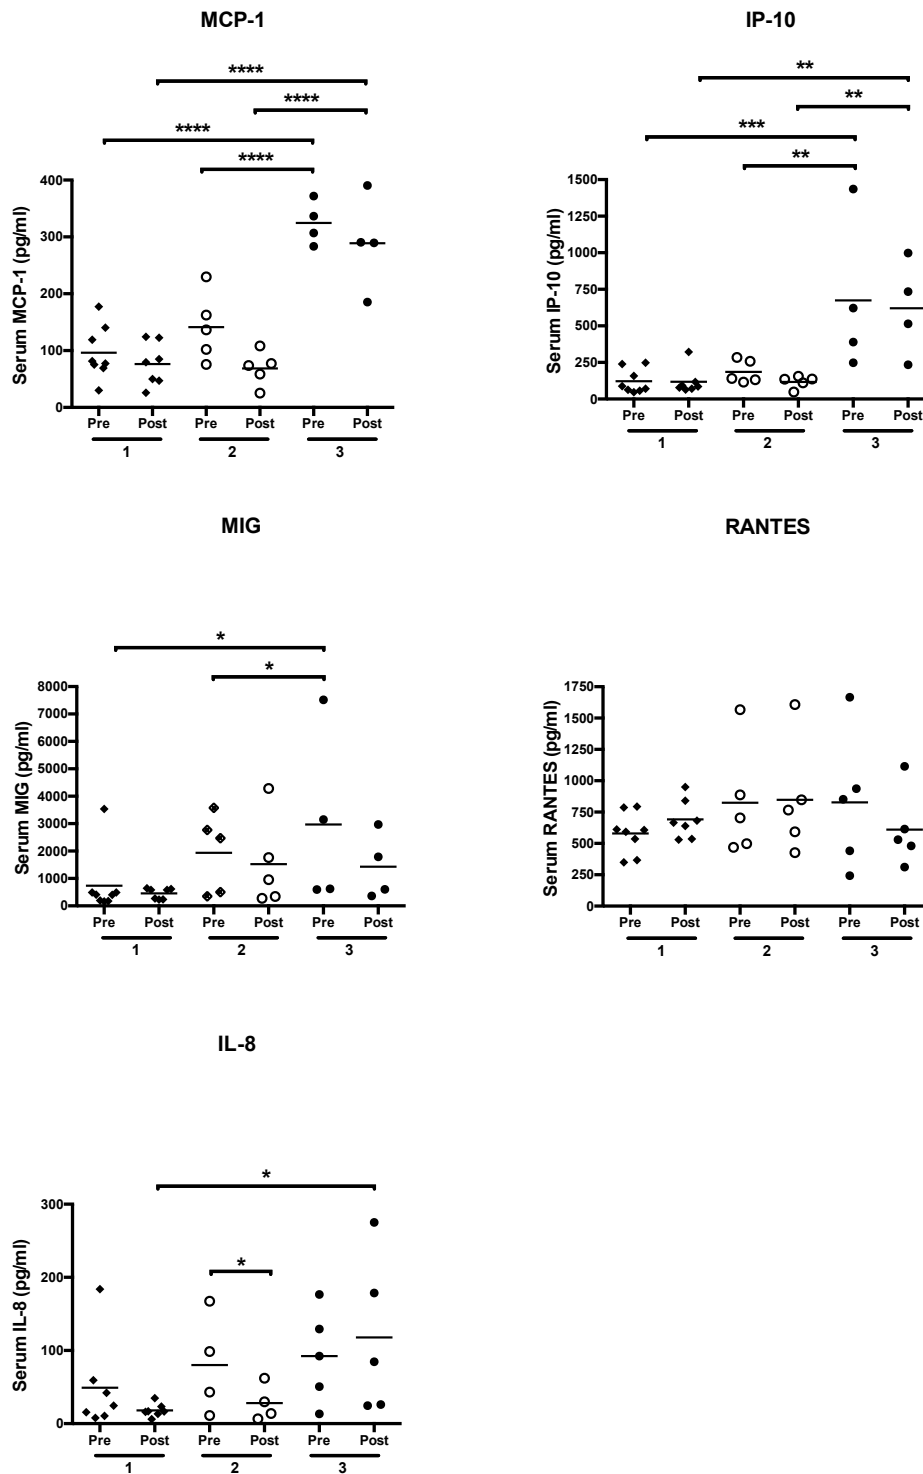 MCP-1
****
****
****
****
Serum MCP-1 (pg/ml)
400
300
200
100
0
Pre Post Pre Post Pre Post
1 2 3
IP-10
**
**
***
**
Serum IP-10 (pg/ml)
1500
1250
1000
750
500
250
0
Pre Post Pre Post Pre Post
1 2 3
MIG
*
*
Serum MIG (pg/ml)
8000
7000
6000
5000
4000
3000
2000
1000
0
Pre Post Pre Post Pre Post
1 2 3
RANTES
Serum RANTES (pg/ml)
1750
1500
1250
1000
750
500
250
0
Pre Post Pre Post Pre Post
1 2 3
IL-8
*
*
Serum IL-8 (pg/ml)
300
200
100
0
Pre Post Pre Post Pre Post
1 2 3